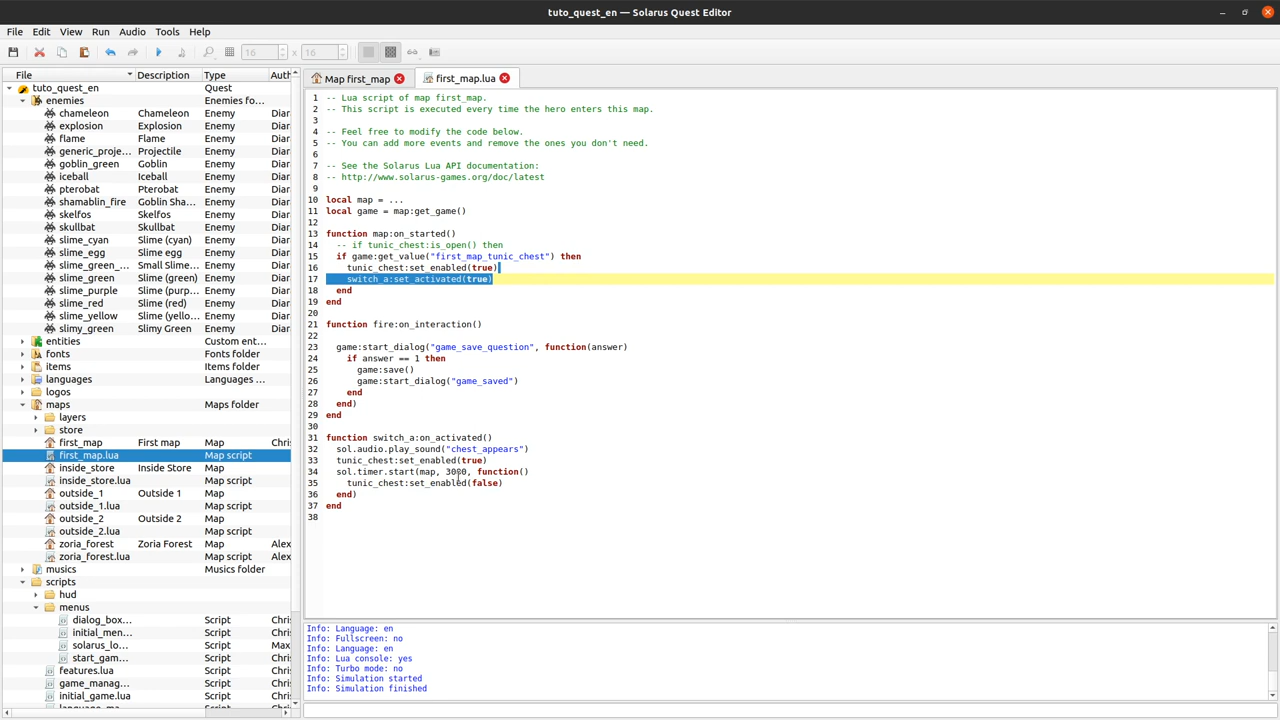 tuto_quest_en — Solarus Quest Editor
File Edit View Run Audio Tools Help
16 x 16
File Description Type Auth
tuto_quest_en Quest
enemies Enemies fo...
chameleon Chameleon Enemy Diar
explosion Explosion Enemy Diar
flame Flame Enemy Diar
generic_proje... Projectile Enemy Diar
goblin_green Goblin Enemy Diar
iceball Iceball Enemy Diar
pterobat Pterobat Enemy Diar
shamablin_fire Goblin Sha... Enemy Diar
skelfos Skelfos Enemy Diar
skullbat Skullbat Enemy Diar
slime_cyan Slime (cyan) Enemy Diar
slime_egg Slime egg Enemy Diar
slime_green_... Small Slime... Enemy Diar
slime_green Slime (green) Enemy Diar
slime_purple Slime (purp... Enemy Diar
slime_red Slime (red) Enemy Diar
slime_yellow Slime (yello... Enemy Diar
slimy_green Slimy Green Enemy Diar
entities Custom ent...
fonts Fonts folder
items Items folder
languages Languages ...
logos
maps Maps folder
layers
store
first_map First map Map Chris
first_map.lua Map script
inside_store Inside Store Map
inside_store.lua Map script
outside_1 Outside 1 Map
outside_1.lua Map script
outside_2 Outside 2 Map
outside_2.lua Map script
zoria_forest Zoria Forest Map Alex
zoria_forest.lua Map script Alex
musics Musics folder
scripts Scripts folder
hud
menus
dialog_box... Script Chris
initial_men... Script Chris
solarus_lo... Script Max
start_gam... Script Chris
features.lua Script
game_manag... Script Chris
initial_game.lua Script Chris
Map first_map first_map.lua
1 -- Lua script of map first_map.
2 -- This script is executed every time the hero enters this map.
3
4 -- Feel free to modify the code below.
5 -- You can add more events and remove the ones you don't need.
6
7 -- See the Solarus Lua API documentation:
8 -- http://www.solarus-games.org/doc/latest
9
10 local map = ...
11 local game = map:get_game()
12
13 function map:on_started()
14 -- if tunic_chest:is_open() then
15 if game:get_value("first_map_tunic_chest") then
16 tunic_chest:set_enabled(true)
17 switch_a:set_activated(true)
18 end
19 end
20
21 function fire:on_interaction()
22
23 game:start_dialog("game_save_question", function(answer)
24 if answer == 1 then
25 game:save()
26 game:start_dialog("game_saved")
27 end
28 end)
29 end
30
31 function switch_a:on_activated()
32 sol.audio.play_sound("chest_appears")
33 tunic_chest:set_enabled(true)
34 sol.timer.start(map, 3000, function()
35 tunic_chest:set_enabled(false)
36 end)
37 end
38
Info: Language: en
Info: Fullscreen: no
Info: Language: en
Info: Lua console: yes
Info: Turbo mode: no
Info: Simulation started
Info: Simulation finished